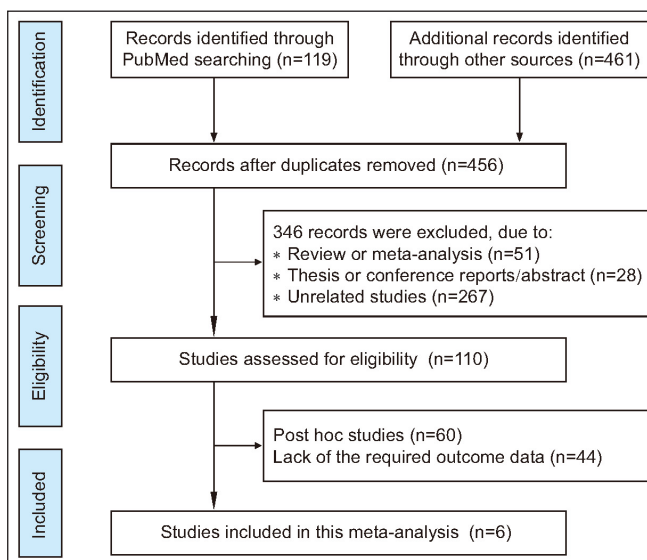 Identification
Records identified through
PubMed searching (n=119)
Additional records identified
through other sources (n=461)
Records after duplicates removed (n=456)
Screening
346 records were excluded, due to:
* Review or meta-analysis (n=51)
* Thesis or conference reports/abstract (n=28)
* Unrelated studies (n=267)
Eligibility
Studies assessed for eligibility (n=110)
Post hoc studies (n=60)
Lack of the required outcome data (n=44)
Included
Studies included in this meta-analysis (n=6)